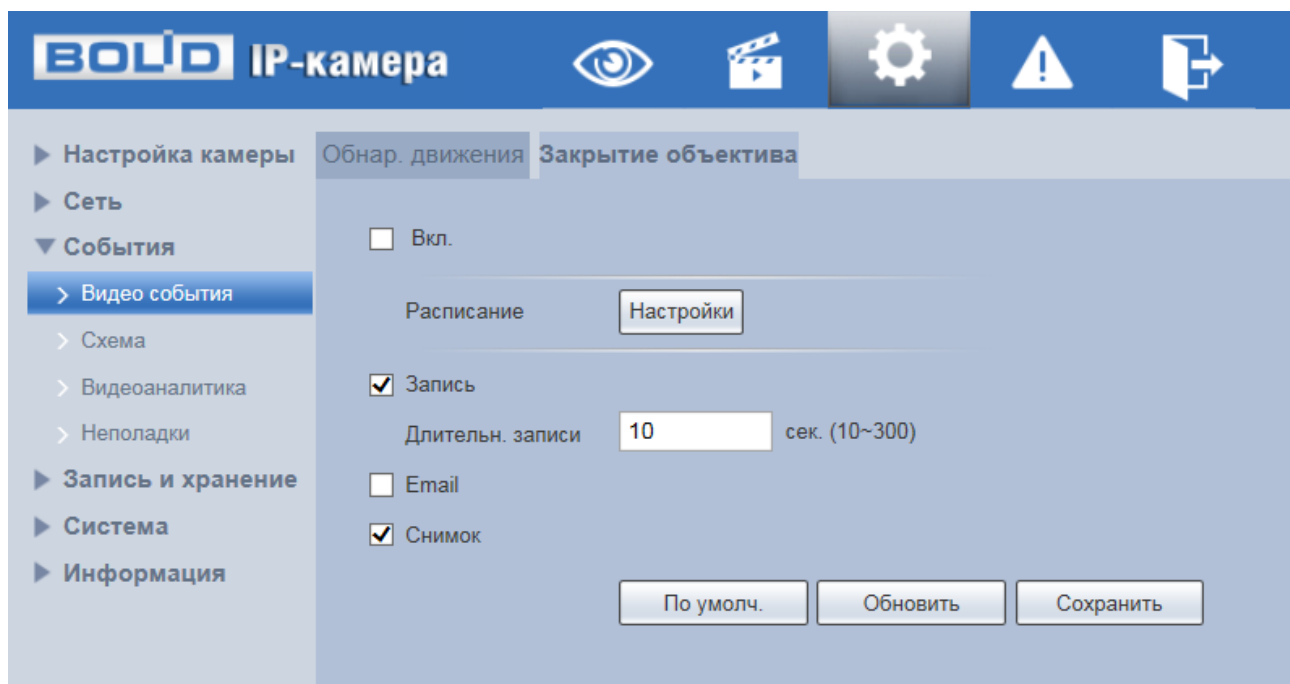 BOLID IP-камера
Настройка камеры
Сеть
События
Видео события
Схема
Видеоаналитика
Неполадки
Запись и хранение
Система
Информация
Обнар. движения Закрытие объектива
Вкл.
Расписание Настройки
Запись
Длительн. записи 10 сек. (10~300)
Email
Снимок
По умолч. Обновить Сохранить